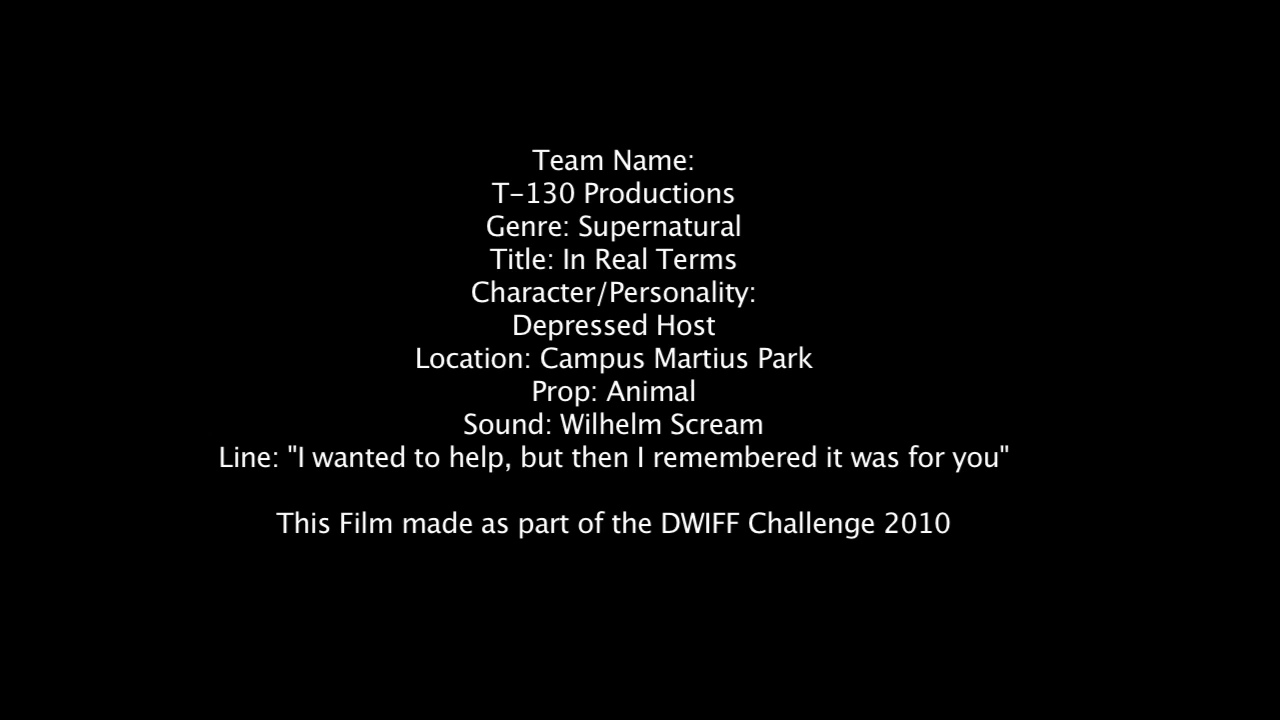 Team Name:
T-130 Productions
Genre: Supernatural
Title: In Real Terms
Character/Personality:
Depressed Host
Location: Campus Martius Park
Prop: Animal
Sound: Wilhelm Scream
Line: "I wanted to help, but then I remembered it was for you"
This Film made as part of the DWIFF Challenge 2010